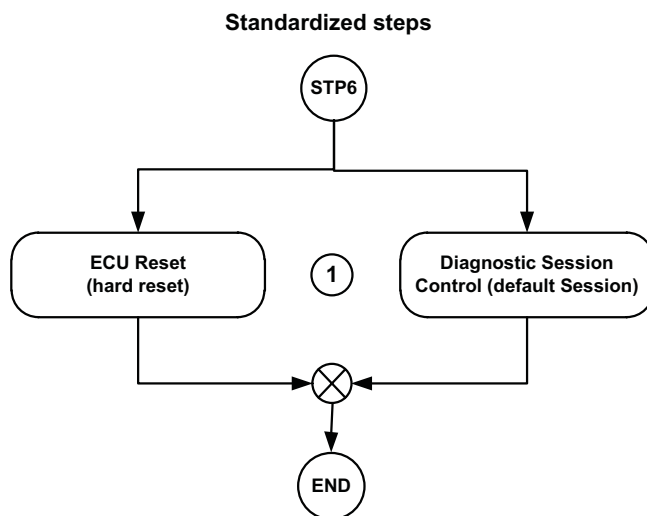 Standardized steps
STP6
ECU Reset
(hard reset)
1
Diagnostic Session
Control (default Session)
END